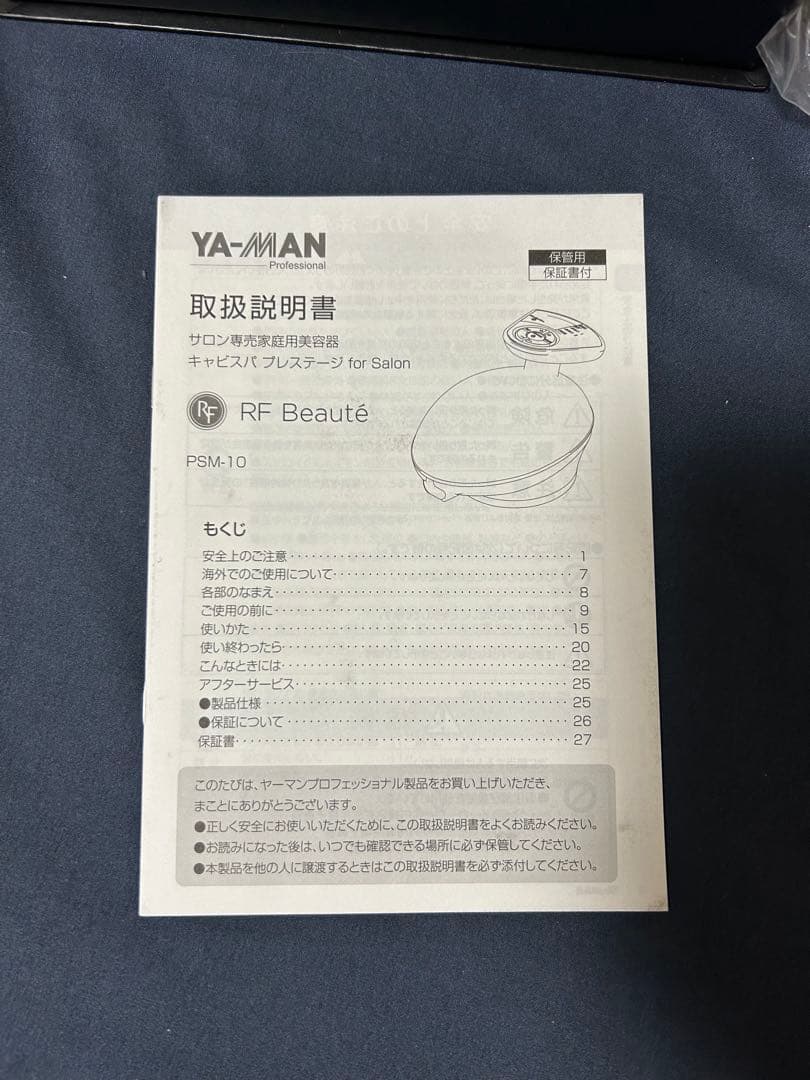 YA-MAN
Professional
保管用
保証書付
取扱説明書
サロン専売家庭用美容器
キャビスパ プレステージ for Salon
RF RF Beauté
PSM-10
もくじ
安全上のご注意 1
海外でのご使用について 7
各部のなまえ 8
ご使用の前に 9
使いかた 15
使い終わったら 20
こんなときには 22
アフターサービス 25
●製品仕様 25
●保証について 26
保証書 27
このたびは、ヤーマンプロフェッショナル製品をお買い上げいただき、
まことにありがとうございます。
●正しく安全にお使いいただくために、この取扱説明書をよくお読みください。
●お読みになった後は、いつでも確認できる場所に必ず保管してください。
●本製品を他の人に譲渡するときはこの取扱説明書を必ず添付してください。